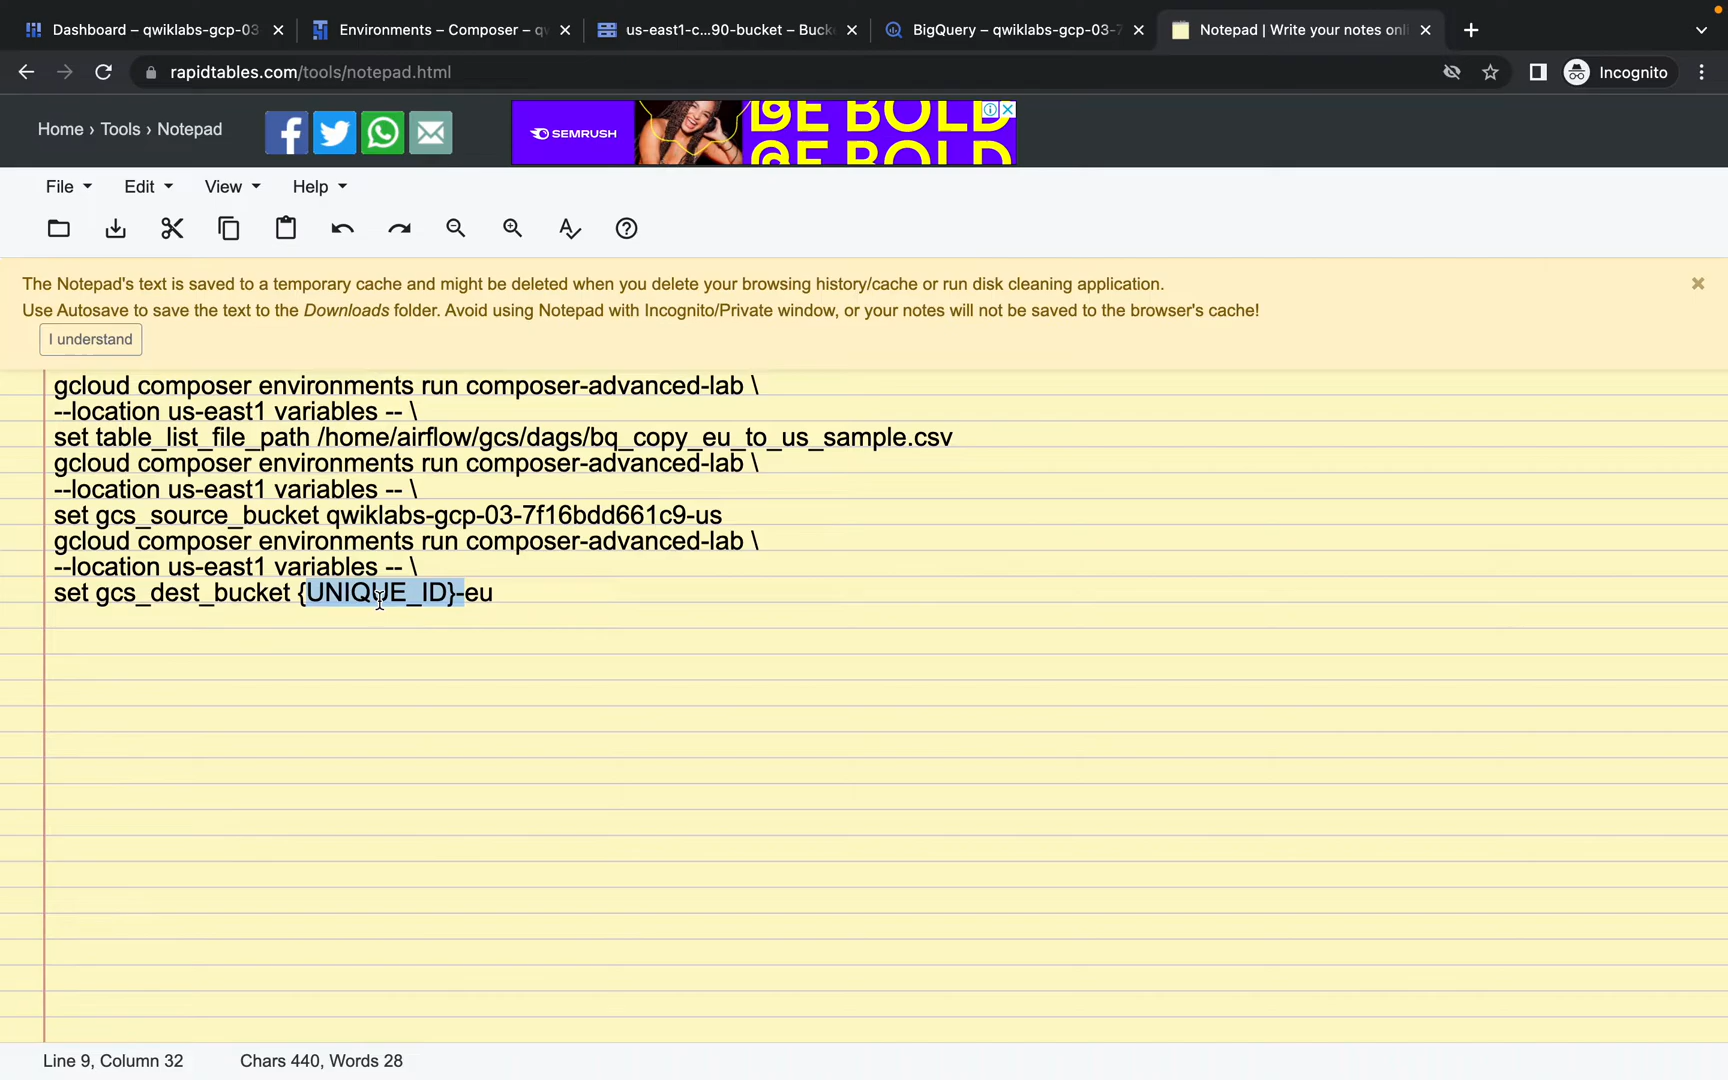 Dashboard – qwiklabs-gcp-03
Environments – Composer – qw
us-east1-c...90-bucket – Bucke
BigQuery – qwiklabs-gcp-03-7
Notepad | Write your notes onl
rapidtables.com/tools/notepad.html
Incognito
Home › Tools › Notepad
SEMRUSH
BE BOLD
BE BOLD
File
Edit
View
Help
The Notepad's text is saved to a temporary cache and might be deleted when you delete your browsing history/cache or run disk cleaning application.
Use Autosave to save the text to the Downloads folder. Avoid using Notepad with Incognito/Private window, or your notes will not be saved to the browser's cache!
I understand
gcloud composer environments run composer-advanced-lab \
--location us-east1 variables -- \
set table_list_file_path /home/airflow/gcs/dags/bq_copy_eu_to_us_sample.csv
gcloud composer environments run composer-advanced-lab \
--location us-east1 variables -- \
set gcs_source_bucket qwiklabs-gcp-03-7f16bdd661c9-us
gcloud composer environments run composer-advanced-lab \
--location us-east1 variables -- \
set gcs_dest_bucket {UNIQUE_ID}-eu
Line 9, Column 32
Chars 440, Words 28